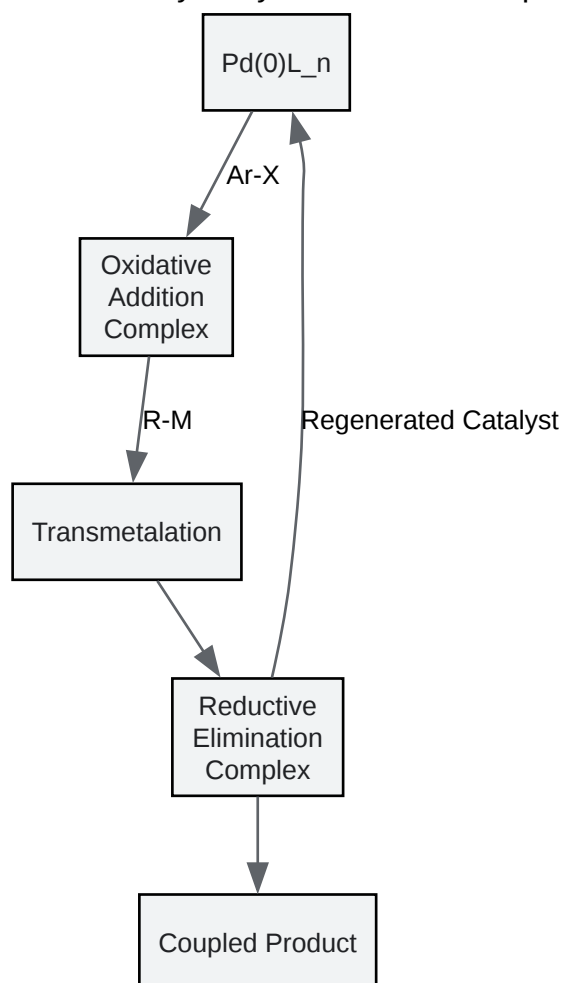 Pd(0)L_n
Ar-X
Oxidative
Addition
Complex
R-M
Regenerated Catalyst
Transmetalation
Reductive
Elimination
Complex
Coupled Product